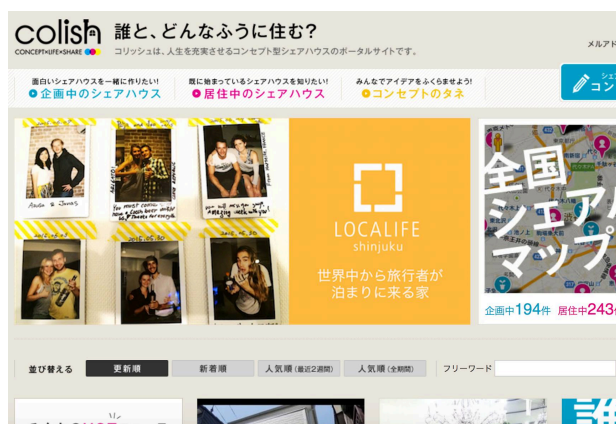 colish
CONCEPT×LIFE×SHARE
誰と、どんなふうに住む?
コリッシュは、人生を充実させるコンセプト型シェアハウスのポータルサイトです。
メルアド
面白いシェアハウスを一緒に作りたい!
企画中のシェアハウス
既に始まっているシェアハウスを知りたい!
居住中のシェアハウス
みんなでアイデアをふくらませよう!
コンセプトのタネ
シェ
コン
LOCALIFE
shinjuku
世界中から旅行者が
泊まりに来る家
全国
シェア
マップ
企画中194件 居住中243件
並び替える
更新順
新着順
人気順(最近2週間)
人気順(全期間)
フリーワード